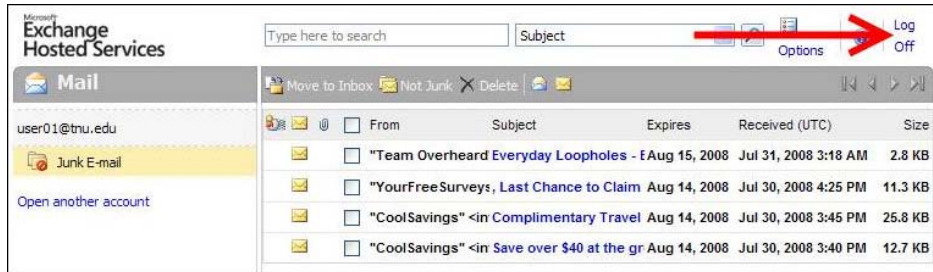 Microsoft
Exchange
Hosted Services
Type here to search
Subject
Options
Log
Off
Mail
Move to Inbox Not Junk Delete
user01@tnu.edu
Junk E-mail
Open another account
From Subject Expires Received (UTC) Size
"Team Overheard Everyday Loopholes - E Aug 15, 2008 Jul 31, 2008 3:18 AM 2.8 KB
"YourFreeSurveys, Last Chance to Claim Aug 14, 2008 Jul 30, 2008 4:25 PM 11.3 KB
"CoolSavings" <in Complimentary Travel Aug 14, 2008 Jul 30, 2008 3:45 PM 25.8 KB
"CoolSavings" <in Save over $40 at the gr Aug 14, 2008 Jul 30, 2008 3:40 PM 12.7 KB